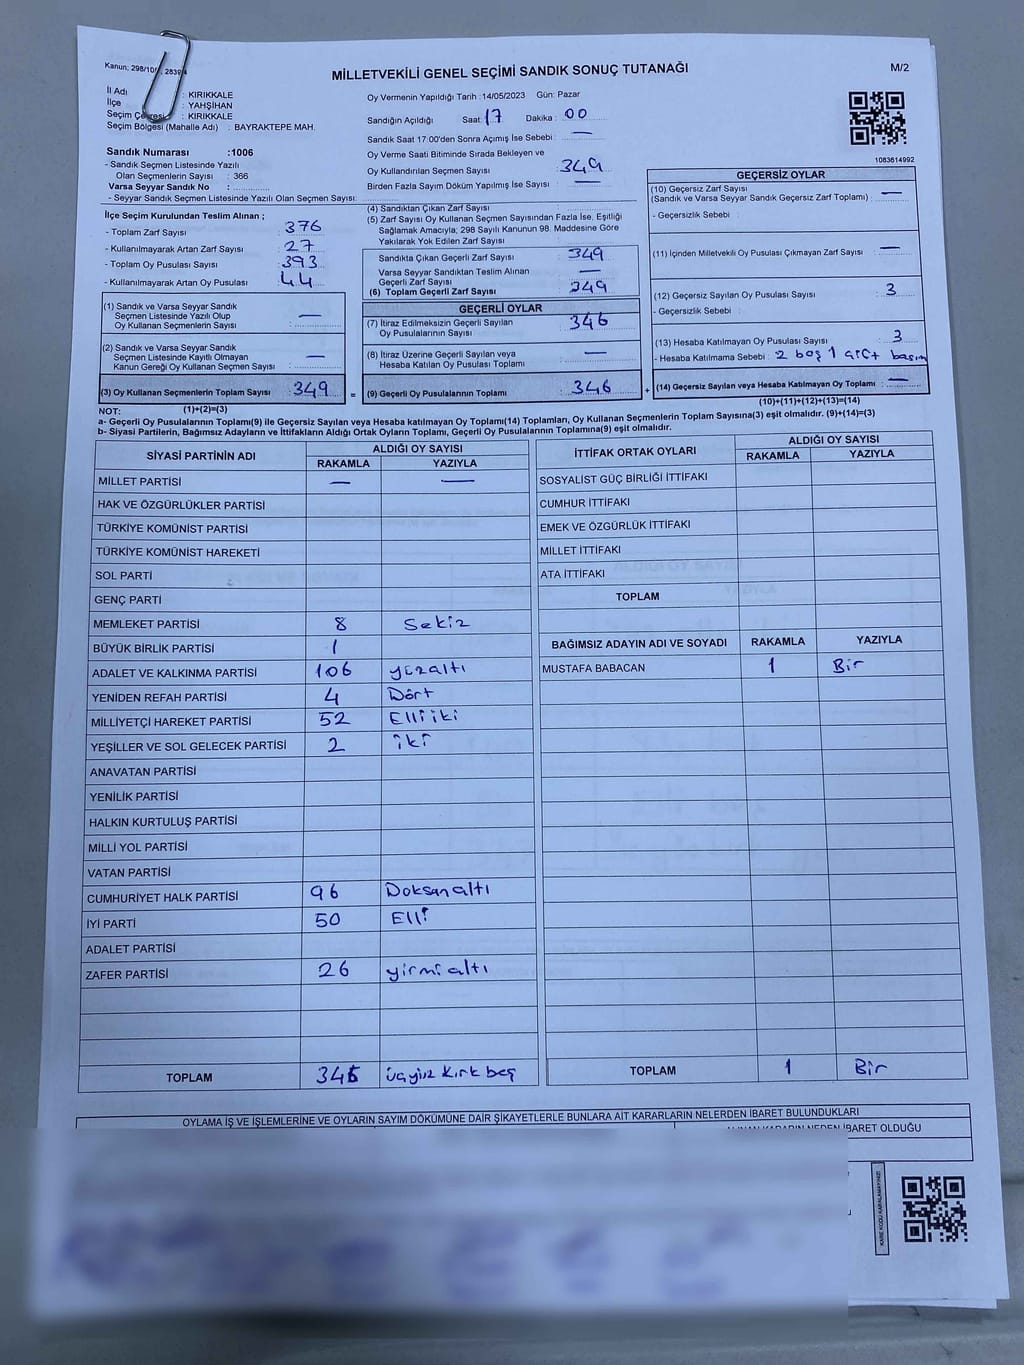 Kanun; 298/105, 2839/4
MİLLETVEKİLİ GENEL SEÇİMİ SANDIK SONUÇ TUTANAĞI
M/2
İl Adı : KIRIKKALE
İlçe : YAHŞİHAN
Seçim Çevresi : KIRIKKALE
Seçim Bölgesi (Mahalle Adı) : BAYRAKTEPE MAH.
Sandık Numarası :1006
- Sandık Seçmen Listesinde Yazılı
Olan Seçmenlerin Sayısı : 366
Varsa Seyyar Sandık No : ..............
- Seyyar Sandık Seçmen Listesinde Yazılı Olan Seçmen Sayısı: ..............
Oy Vermenin Yapıldığı Tarih :14/05/2023 Gün: Pazar
Sandığın Açıldığı Saat : 17 Dakika : 00
Sandık Saat 17:00'den Sonra Açımış İse Sebebi : —
Oy Verme Saati Bitiminde Sırada Bekleyen ve
Oy Kullandırılan Seçmen Sayısı : 349
Birden Fazla Sayım Döküm Yapılmış İse Sayısı : —
1083614992
İlçe Seçim Kurulundan Teslim Alınan ;
- Toplam Zarf Sayısı : 376
- Kullanılmayarak Artan Zarf Sayısı : 27
- Toplam Oy Pusulası Sayısı : 393
- Kullanılmayarak Artan Oy Pusulası : 44
(1) Sandık ve Varsa Seyyar Sandık
Seçmen Listesinde Yazılı Olup
Oy Kullanan Seçmenlerin Sayısı : —
(2) Sandık ve Varsa Seyyar Sandık
Seçmen Listesinde Kayıtlı Olmayan
Kanun Gereği Oy Kullanan Seçmen Sayısı : —
(3) Oy Kullanan Seçmenlerin Toplam Sayısı : 349
(1)+(2)=(3)
(4) Sandıktan Çıkan Zarf Sayısı
(5) Zarf Sayısı Oy Kullanan Seçmen Sayısından Fazla İse, Eşitliği
Sağlamak Amacıyla; 298 Sayılı Kanunun 98. Maddesine Göre
Yakılarak Yok Edilen Zarf Sayısı
Sandıkta Çıkan Geçerli Zarf Sayısı : 349
Varsa Seyyar Sandıktan Teslim Alınan
Geçerli Zarf Sayısı : —
(6) Toplam Geçerli Zarf Sayısı : 349
GEÇERLİ OYLAR
(7) İtiraz Edilmeksizin Geçerli Sayılan
Oy Pusulalarının Sayısı : 346
(8) İtiraz Üzerine Geçerli Sayılan veya
Hesaba Katılan Oy Pusulası Toplamı : —
= (9) Geçerli Oy Pusulalarının Toplamı : 346
GEÇERSİZ OYLAR
(10) Geçersiz Zarf Sayısı
(Sandık ve Varsa Seyyar Sandık Geçersiz Zarf Toplamı) : —
- Geçersizlik Sebebi :
(11) İçinden Milletvekili Oy Pusulası Çıkmayan Zarf Sayısı : —
(12) Geçersiz Sayılan Oy Pusulası Sayısı : 3
- Geçersizlik Sebebi :
(13) Hesaba Katılmayan Oy Pusulası Sayısı : 3
- Hesaba Katılmama Sebebi : 2 boş 1 çift basım
+ (14) Geçersiz Sayılan veya Hesaba Katılmayan Oy Toplamı : —
(10)+(11)+(12)+(13)=(14)
NOT:
a- Geçerli Oy Pusulalarının Toplamı(9) ile Geçersiz Sayılan veya Hesaba katılmayan Oy Toplamı(14) Toplamları, Oy Kullanan Seçmenlerin Toplam Sayısına(3) eşit olmalıdır. (9)+(14)=(3)
b- Siyasi Partilerin, Bağımsız Adayların ve İttifakların Aldığı Ortak Oyların Toplamı, Geçerli Oy Pusulalarının Toplamına(9) eşit olmalıdır.
SİYASİ PARTİNİN ADI ALDIĞI OY SAYISI
RAKAMLA YAZIYLA
MİLLET PARTİSİ — —
HAK VE ÖZGÜRLÜKLER PARTİSİ
TÜRKİYE KOMÜNİST PARTİSİ
TÜRKİYE KOMÜNİST HAREKETİ
SOL PARTİ
GENÇ PARTİ
MEMLEKET PARTİSİ 8 Sekiz
BÜYÜK BİRLİK PARTİSİ 1
ADALET VE KALKINMA PARTİSİ 106 yüzaltı
YENİDEN REFAH PARTİSİ 4 Dört
MİLLİYETÇİ HAREKET PARTİSİ 52 Elliiki
YEŞİLLER VE SOL GELECEK PARTİSİ 2 iki
ANAVATAN PARTİSİ
YENİLİK PARTİSİ
HALKIN KURTULUŞ PARTİSİ
MİLLİ YOL PARTİSİ
VATAN PARTİSİ
CUMHURİYET HALK PARTİSİ 96 Doksanaltı
İYİ PARTİ 50 Elli
ADALET PARTİSİ
ZAFER PARTİSİ 26 yirmialtı
TOPLAM 345 üçyüz kırk beş
İTTİFAK ORTAK OYLARI ALDIĞI OY SAYISI
RAKAMLA YAZIYLA
SOSYALİST GÜÇ BİRLİĞİ İTTİFAKI
CUMHUR İTTİFAKI
EMEK VE ÖZGÜRLÜK İTTİFAKI
MİLLET İTTİFAKI
ATA İTTİFAKI
TOPLAM
BAĞIMSIZ ADAYIN ADI VE SOYADI RAKAMLA YAZIYLA
MUSTAFA BABACAN 1 Bir
TOPLAM 1 Bir
OYLAMA İŞ VE İŞLEMLERİNE VE OYLARIN SAYIM DÖKÜMÜNE DAİR ŞİKAYETLERLE BUNLARA AİT KARARLARIN NELERDEN İBARET BULUNDUKLARI
ALINAN KARARIN NEDEN İBARET OLDUĞU
KARE KODU KARALAMAYINIZ!